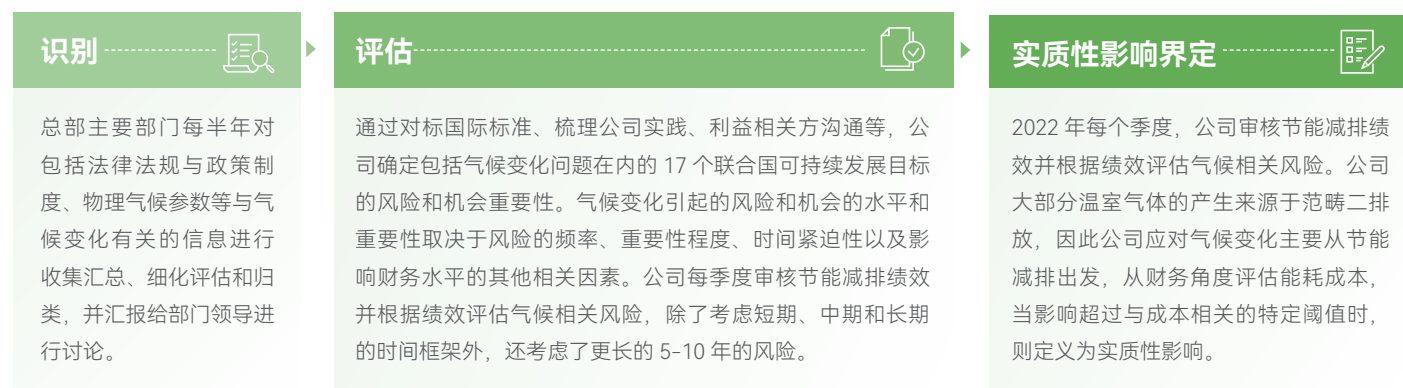 识别
总部主要部门每半年对
包括法律法规与政策制
度、物理气候参数等与气
候变化有关的信息进行
收集汇总、细化评估和归
类，并汇报给部门领导进
行讨论。
评估
通过对标国际标准、梳理公司实践、利益相关方沟通等，公
司确定包括气候变化问题在内的 17 个联合国可持续发展目标
的风险和机会重要性。气候变化引起的风险和机会的水平和
重要性取决于风险的频率、重要性程度、时间紧迫性以及影
响财务水平的其他相关因素。公司每季度审核节能减排绩效
并根据绩效评估气候相关风险，除了考虑短期、中期和长期
的时间框架外，还考虑了更长的 5-10 年的风险。
实质性影响界定
2022 年每个季度，公司审核节能减排绩
效并根据绩效评估气候相关风险。公司
大部分温室气体的产生来源于范畴二排
放，因此公司应对气候变化主要从节能
减排出发，从财务角度评估能耗成本，
当影响超过与成本相关的特定阈值时，
则定义为实质性影响。